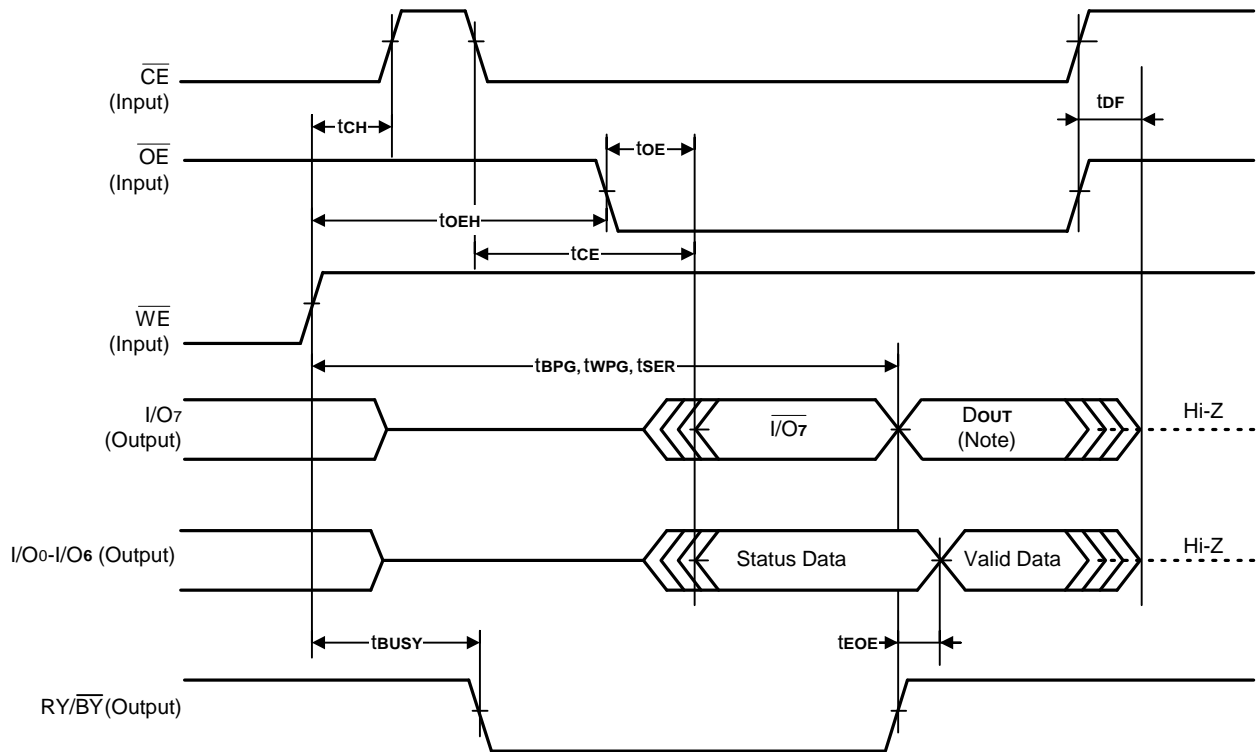 CE
(Input)
tDF
tCH
OE
(Input)
tOE
tOEH
tCE
WE
(Input)
tBPG, tWPG, tSER
I/O7
(Output)
I/O7
DOUT
(Note)
Hi-Z
I/O0-I/O6 (Output)
Status Data
Valid Data
Hi-Z
tBUSY
tEOE
RY/BY (Output)